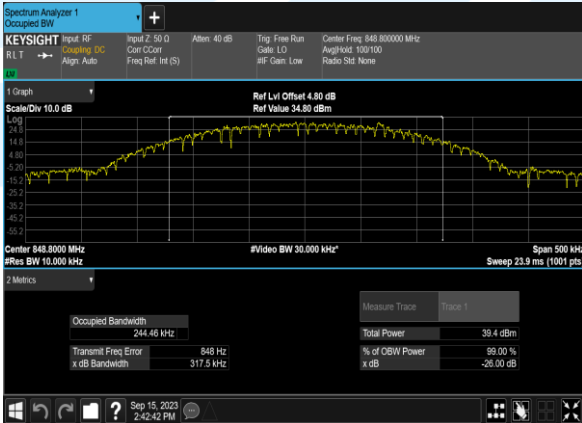 Spectrum Analyzer 1
Occupied BW
+
KEYSIGHT
RLT
LW
Input: RF
Coupling: DC
Align: Auto
Input Z: 50 Ω
Corr CCorr
Freq Ref: Int (S)
Atten: 40 dB
Trig: Free Run
Gate: LO
#IF Gain: Low
Center Freq: 848.800000 MHz
Avg|Hold: 100/100
Radio Std: None
1 Graph
Scale/Div 10.0 dB
Ref Lvl Offset 4.80 dB
Ref Value 34.80 dBm
Log
24.8
14.8
4.80
-5.20
-15.2
-25.2
-35.2
-45.2
-55.2
Center 848.8000 MHz
#Res BW 10.000 kHz
#Video BW 30.000 kHz*
Span 500 kHz
Sweep 23.9 ms (1001 pts
2 Metrics
Measure Trace
Trace 1
Occupied Bandwidth
244.46 kHz
Total Power
39.4 dBm
Transmit Freq Error
848 Hz
% of OBW Power
99.00 %
x dB Bandwidth
317.5 kHz
x dB
-26.00 dB
?
Sep 15, 2023
2:42:42 PM